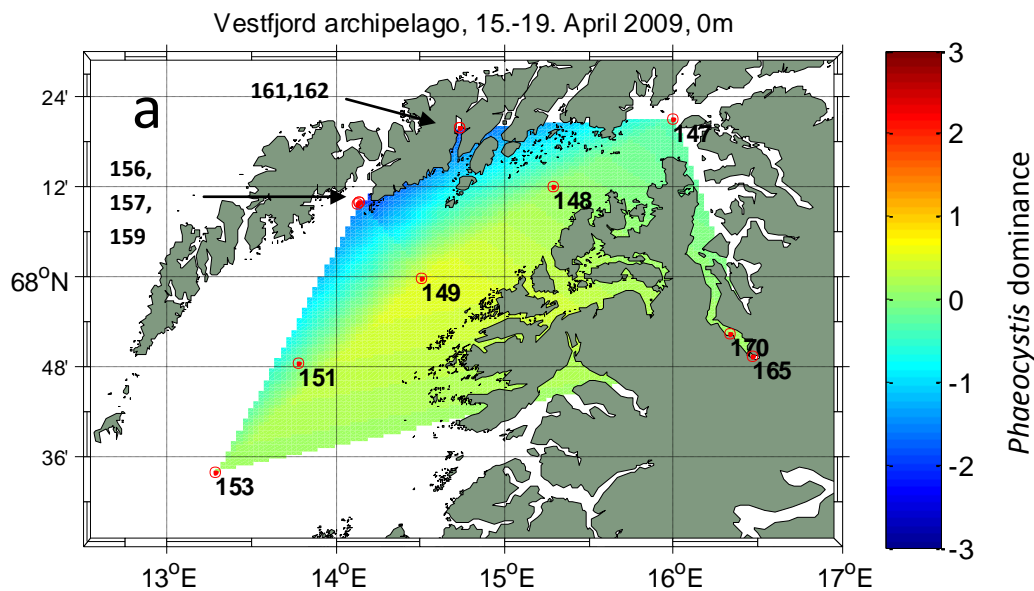 Vestfjord archipelago, 15.-19. April 2009, 0m
a
161,162
156,
157,
159
147
148
149
151
153
170
165
24'
12'
68°N
48'
36'
13°E
14°E
15°E
16°E
17°E
3
2
1
0
-1
-2
-3
Phaeocystis dominance